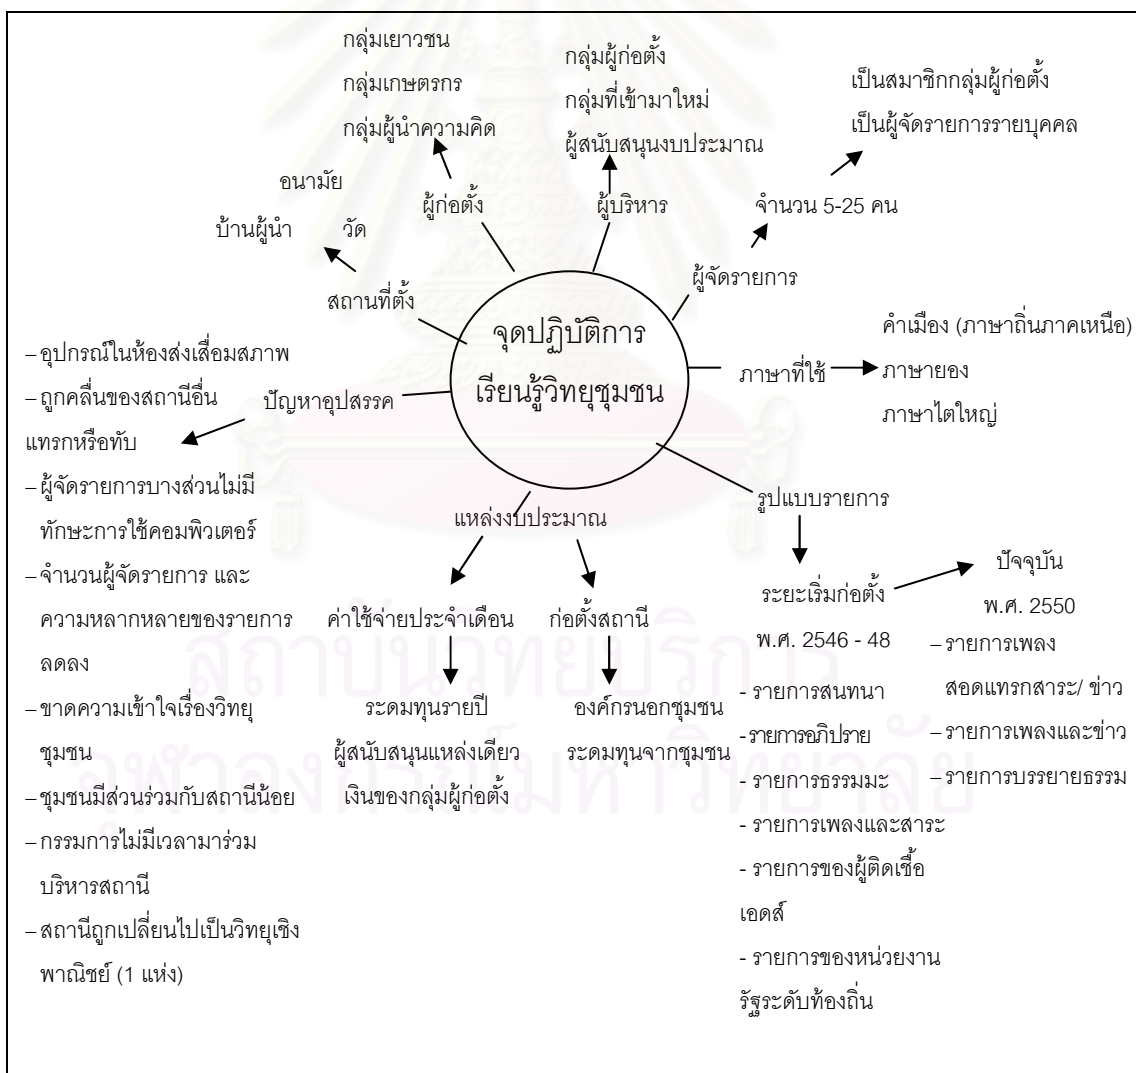 กลุ่มเยาวชน
กลุ่มเกษตรกร
กลุ่มผู้นำความคิด
ผู้ก่อตั้ง
กลุ่มผู้ก่อตั้ง
กลุ่มที่เข้ามาใหม่
ผู้สนับสนุนงบประมาณ
ผู้บริหาร
เป็นสมาชิกกลุ่มผู้ก่อตั้ง
เป็นผู้จัดรายการรายบุคคล
จำนวน 5-25 คน
ผู้จัดรายการ
อนามัย
บ้านผู้นำ วัด
สถานที่ตั้ง
จุดปฏิบัติการ
เรียนรู้วิทยุชุมชน
ภาษาที่ใช้
คำเมือง (ภาษาถิ่นภาคเหนือ)
ภาษายอง
ภาษาไตใหญ่
ปัญหาอุปสรรค
–อุปกรณ์ในห้องส่งเสื่อมสภาพ
–ถูกคลื่นของสถานีอื่น
แทรกหรือทับ
–ผู้จัดรายการบางส่วนไม่มี
ทักษะการใช้คอมพิวเตอร์
–จำนวนผู้จัดรายการ และ
ความหลากหลายของรายการ
ลดลง
–ขาดความเข้าใจเรื่องวิทยุ
ชุมชน
–ชุมชนมีส่วนร่วมกับสถานีน้อย
–กรรมการไม่มีเวลามาร่วม
บริหารสถานี
–สถานีถูกเปลี่ยนไปเป็นวิทยุเชิง
พาณิชย์ (1 แห่ง)
แหล่งงบประมาณ
ค่าใช้จ่ายประจำเดือน
ระดมทุนรายปี
ผู้สนับสนุนแหล่งเดียว
เงินของกลุ่มผู้ก่อตั้ง
ก่อตั้งสถานี
องค์กรนอกชุมชน
ระดมทุนจากชุมชน
รูปแบบรายการ
ระยะเริ่มก่อตั้ง
พ.ศ. 2546 - 48
- รายการสนทนา
-รายการอภิปราย
- รายการธรรมมะ
- รายการเพลงและสาระ
- รายการของผู้ติดเชื้อ
เอดส์
- รายการของหน่วยงาน
รัฐระดับท้องถิ่น
ปัจจุบัน
พ.ศ. 2550
–รายการเพลง
สอดแทรกสาระ/ ข่าว
–รายการเพลงและข่าว
–รายการบรรยายธรรม
สถาบันวิทยบริการ
จุฬาลงกรณ์มหาวิทยาลัย